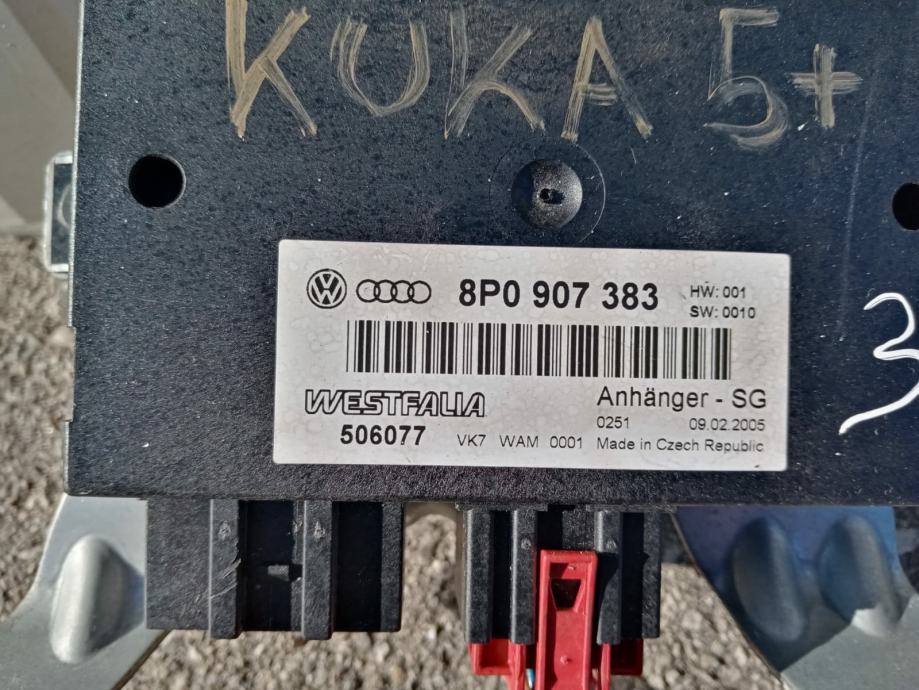 KUKA 5+
8P0 907 383
HW: 001
SW: 0010
3
WESTFALIA
Anhänger - SG
506077
VK7 WAM 0001
0251 09.02.2005
Made in Czech Republic